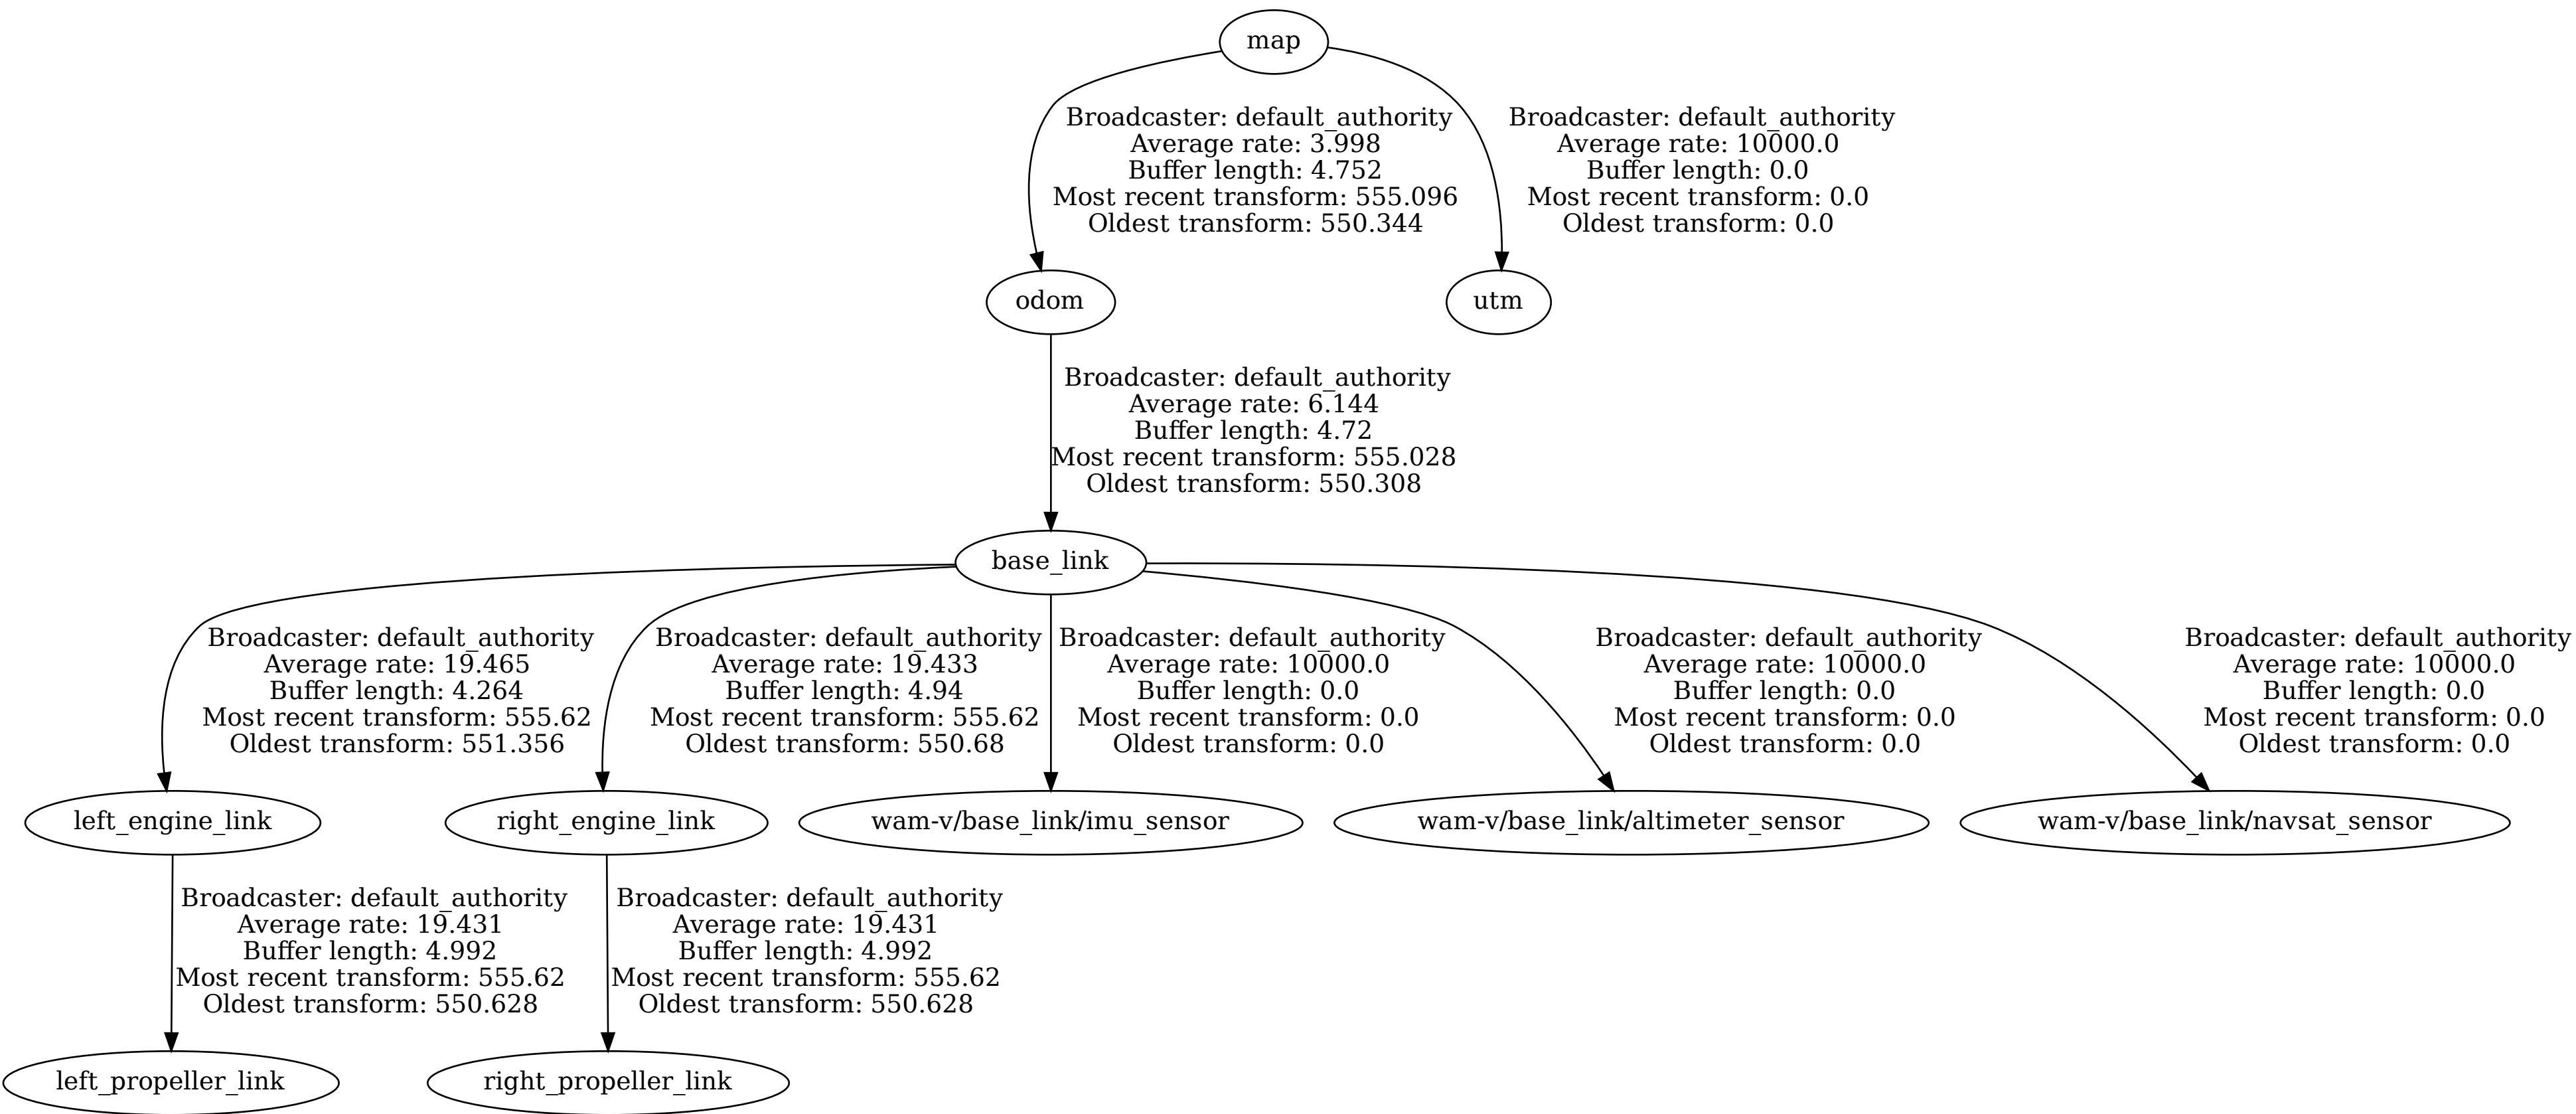 map
Broadcaster: default_authority
Average rate: 3.998
Buffer length: 4.752
Most recent transform: 555.096
Oldest transform: 550.344
Broadcaster: default_authority
Average rate: 10000.0
Buffer length: 0.0
Most recent transform: 0.0
Oldest transform: 0.0
odom
utm
Broadcaster: default_authority
Average rate: 6.144
Buffer length: 4.72
Most recent transform: 555.028
Oldest transform: 550.308
base_link
Broadcaster: default_authority
Average rate: 19.465
Buffer length: 4.264
Most recent transform: 555.62
Oldest transform: 551.356
Broadcaster: default_authority
Average rate: 19.433
Buffer length: 4.94
Most recent transform: 555.62
Oldest transform: 550.68
Broadcaster: default_authority
Average rate: 10000.0
Buffer length: 0.0
Most recent transform: 0.0
Oldest transform: 0.0
Broadcaster: default_authority
Average rate: 10000.0
Buffer length: 0.0
Most recent transform: 0.0
Oldest transform: 0.0
Broadcaster: default_authority
Average rate: 10000.0
Buffer length: 0.0
Most recent transform: 0.0
Oldest transform: 0.0
left_engine_link
right_engine_link
wam-v/base_link/imu_sensor
wam-v/base_link/altimeter_sensor
wam-v/base_link/navsat_sensor
Broadcaster: default_authority
Average rate: 19.431
Buffer length: 4.992
Most recent transform: 555.62
Oldest transform: 550.628
Broadcaster: default_authority
Average rate: 19.431
Buffer length: 4.992
Most recent transform: 555.62
Oldest transform: 550.628
left_propeller_link
right_propeller_link